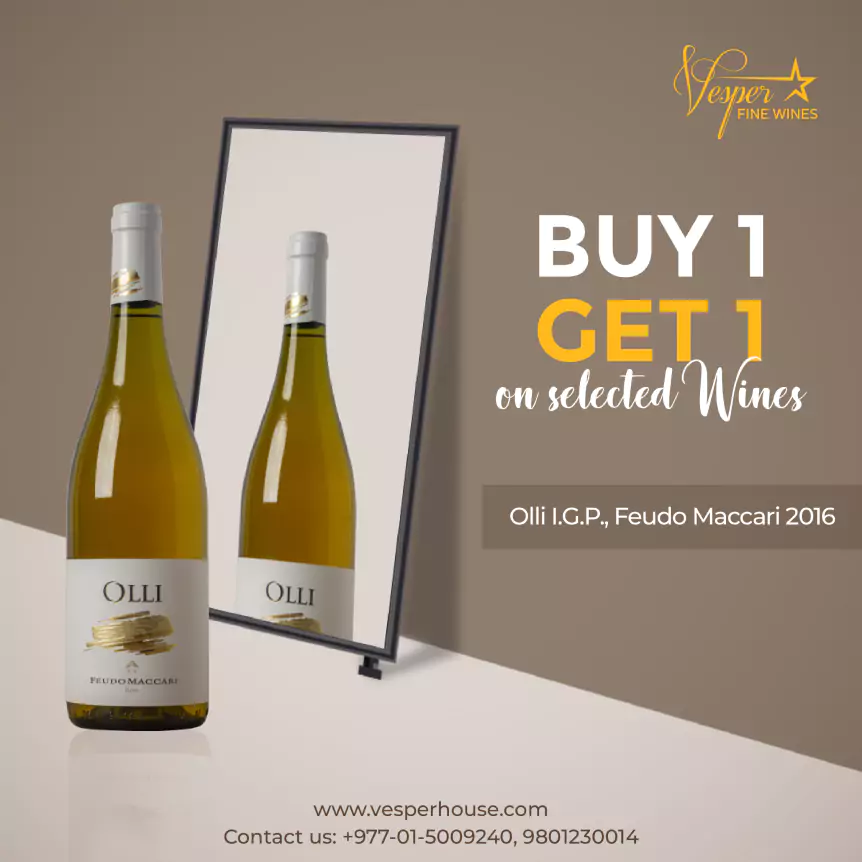 Vesper
FINE WINES
BUY 1
GET 1
on selected Wines
Olli I.G.P., Feudo Maccari 2016
OLLI
FEUDO MACCARI
OLLI
www.vesperhouse.com
Contact us: +977-01-5009240, 9801230014